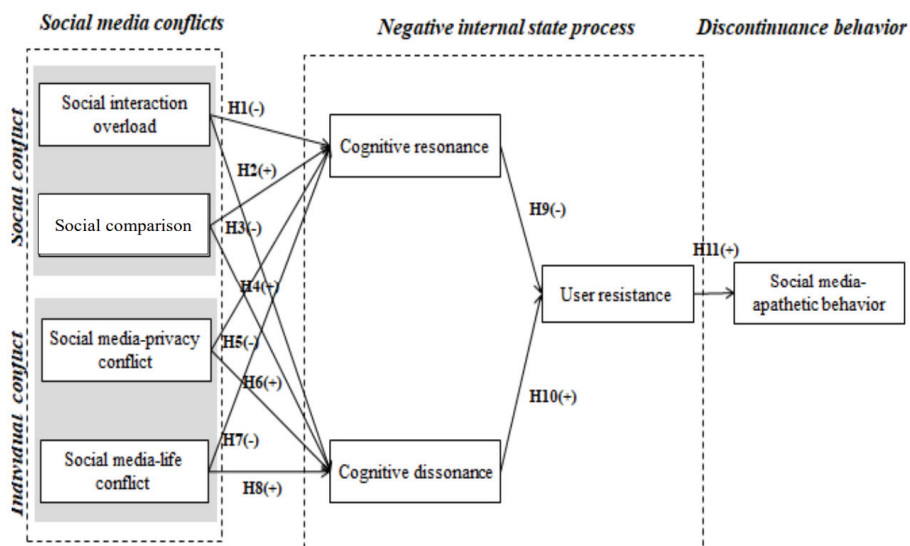 Social media conflicts
Negative internal state process
Discontinuance behavior
Social conflict
Social interaction
overload
Social comparison
Individual conflict
Social media-privacy
conflict
Social media-life
conflict
H1(-)
H2(+)
H3(-)
H4(+)
H5(-)
H6(+)
H7(-)
H8(+)
Cognitive resonance
Cognitive dissonance
H9(-)
H10(+)
User resistance
H11(+)
Social media-
apathetic behavior